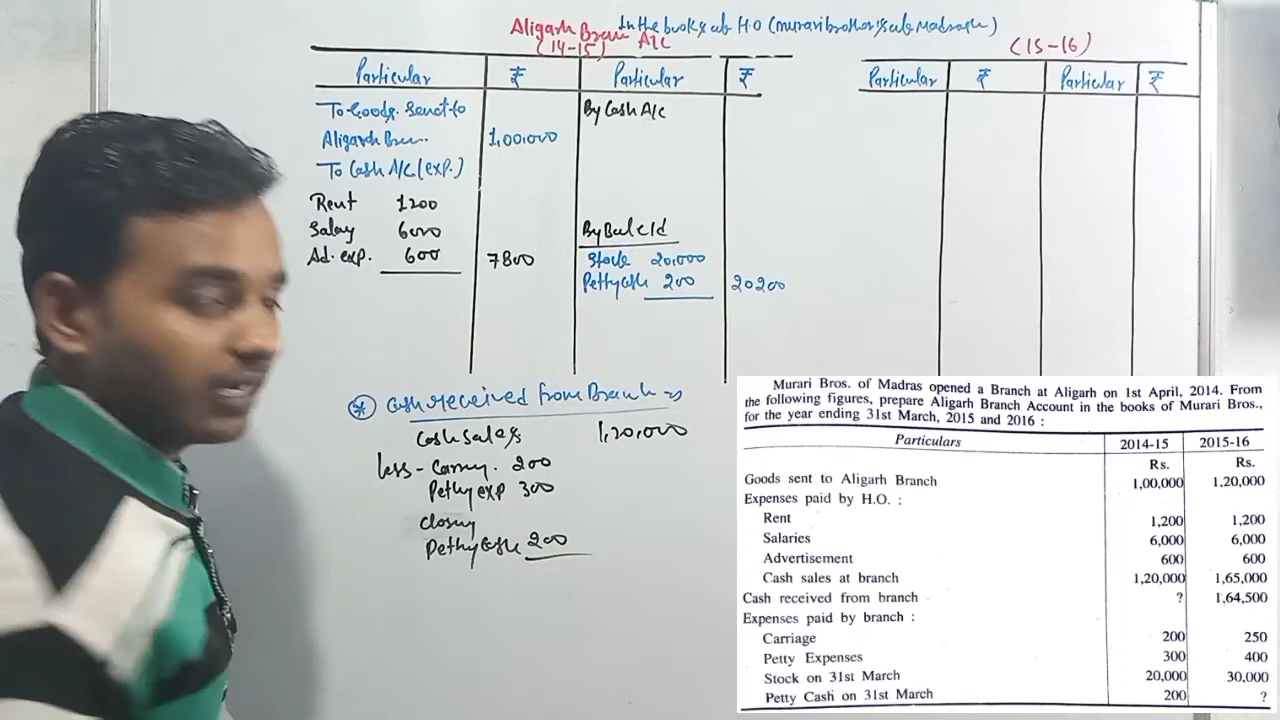 In the books of H.O (murari brothers of Madrash)
Aligarh Bran A/C
(14-15)
(15-16)
Particular ₹ Particular ₹
Particular ₹ Particular ₹
To Goods. Senct to
Aligarh Bran. 1,00,000
To Cash A/C (exp.)
Rent 1200
Salary 6000
Ad. exp. 600 7800
By Cash A/C
By Bal c/d
Stock 20,000
Petty cash 200 20200
* Cash received from Branch
Cash Sales 1,20,000
less - Carray. 200
Petty exp 300
closing
Petty Cash 200
Murari Bros. of Madras opened a Branch at Aligarh on 1st April, 2014. From
the following figures, prepare Aligarh Branch Account in the books of Murari Bros.,
for the year ending 31st March, 2015 and 2016 :
Particulars 2014-15 2015-16
Rs. Rs.
Goods sent to Aligarh Branch 1,00,000 1,20,000
Expenses paid by H.O. :
Rent 1,200 1,200
Salaries 6,000 6,000
Advertisement 600 600
Cash sales at branch 1,20,000 1,65,000
Cash received from branch ? 1,64,500
Expenses paid by branch :
Carriage 200 250
Petty Expenses 300 400
Stock on 31st March 20,000 30,000
Petty Cash on 31st March 200 ?